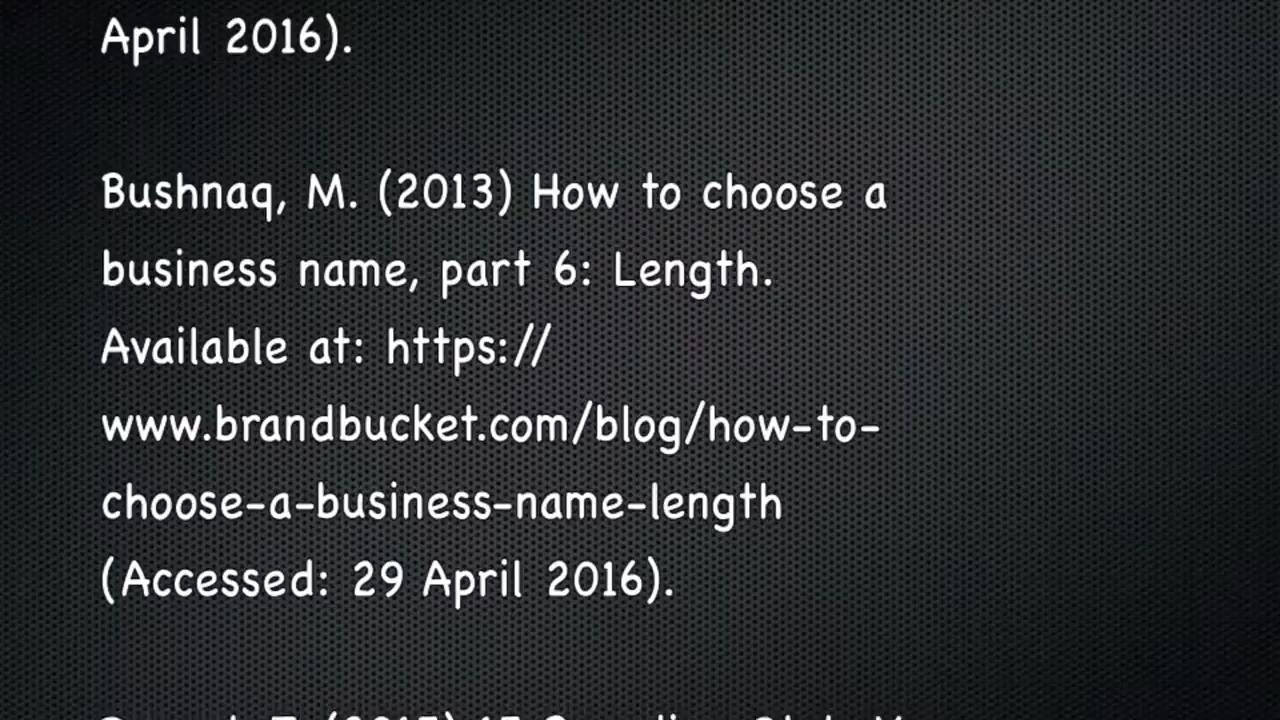 April 2016).
Bushnaq, M. (2013) How to choose a
business name, part 6: Length.
Available at: https://
www.brandbucket.com/blog/how-to-
choose-a-business-name-length
(Accessed: 29 April 2016).